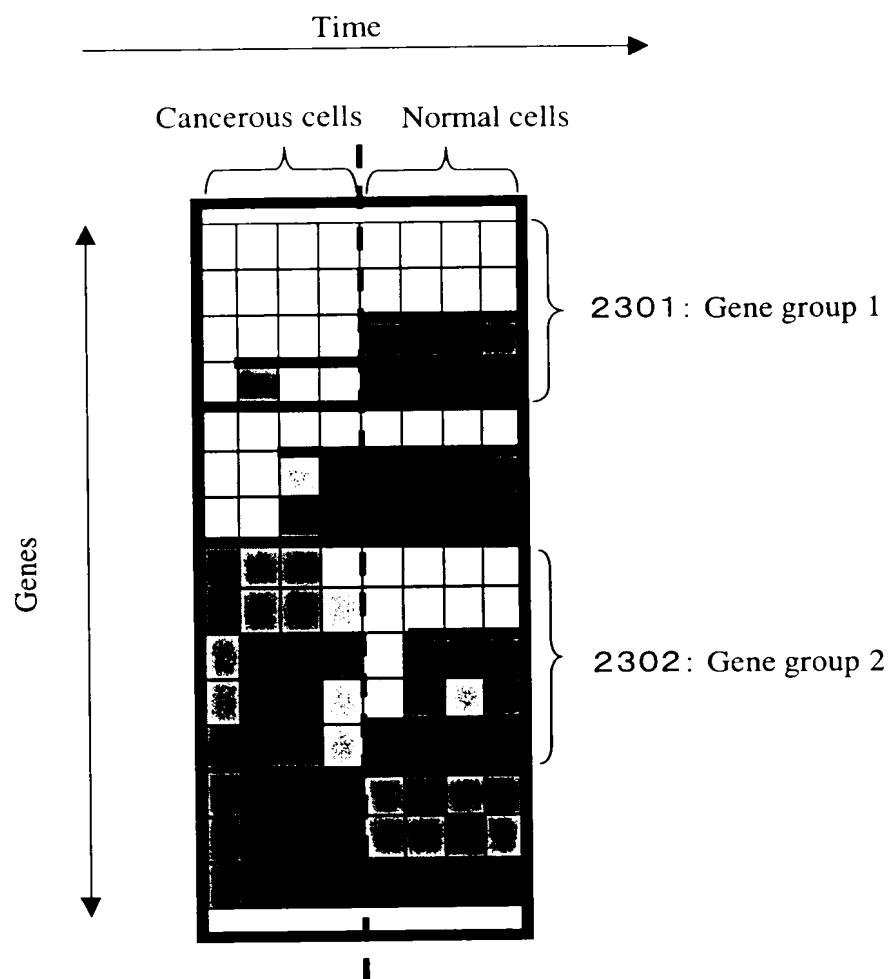 Time
Cancerous cells
Normal cells
2301: Gene group 1
Genes
2302: Gene group 2